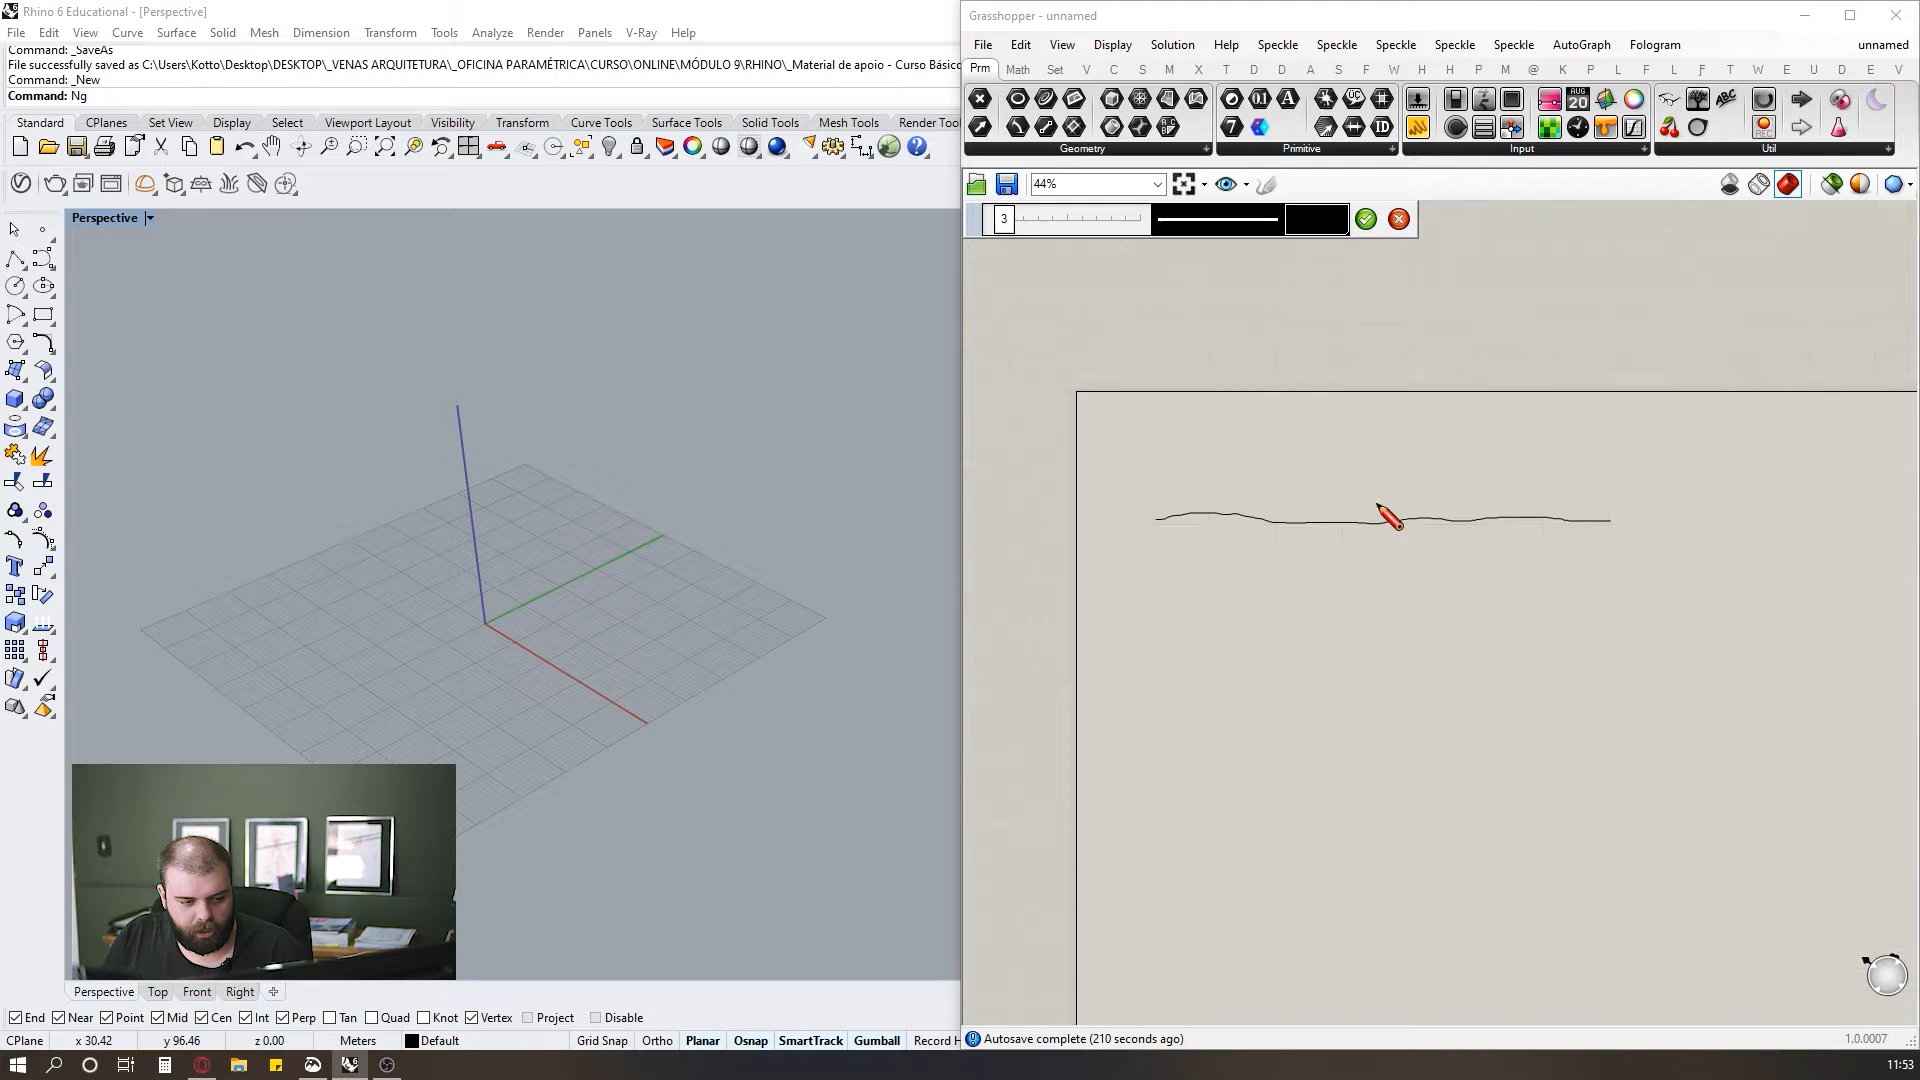 Rhino 6 Educational - [Perspective]
File Edit View Curve Surface Solid Mesh Dimension Transform Tools Analyze Render Panels V-Ray Help
Command: _SaveAs
File successfully saved as C:\Users\Kotto\Desktop\DESKTOP\_VENAS ARQUITETURA\_OFICINA PARAMÉTRICA\CURSO\ONLINE\MÓDULO 9\RHINO\_Material de apoio - Curso Básico
Command: _New
Command: Ng
Standard CPlanes Set View Display Select Viewport Layout Visibility Transform Curve Tools Surface Tools Solid Tools Mesh Tools Render Too
Perspective
Perspective Top Front Right
End Near Point Mid Cen Int Perp Tan Quad Knot Vertex Project Disable
CPlane x 30.42 y 96.46 z 0.00 Meters Default Grid Snap Ortho Planar Osnap SmartTrack Gumball Record H
Grasshopper - unnamed
File Edit View Display Solution Help Speckle Speckle Speckle Speckle Speckle AutoGraph Fologram unnamed
Prm Math Set V C S M X T D D A S F W H C P M @ K P L F L F T W E U D E V
Geometry Primitive Input Util
44%
3
Autosave complete (210 seconds ago)
1.0.0007
11:53